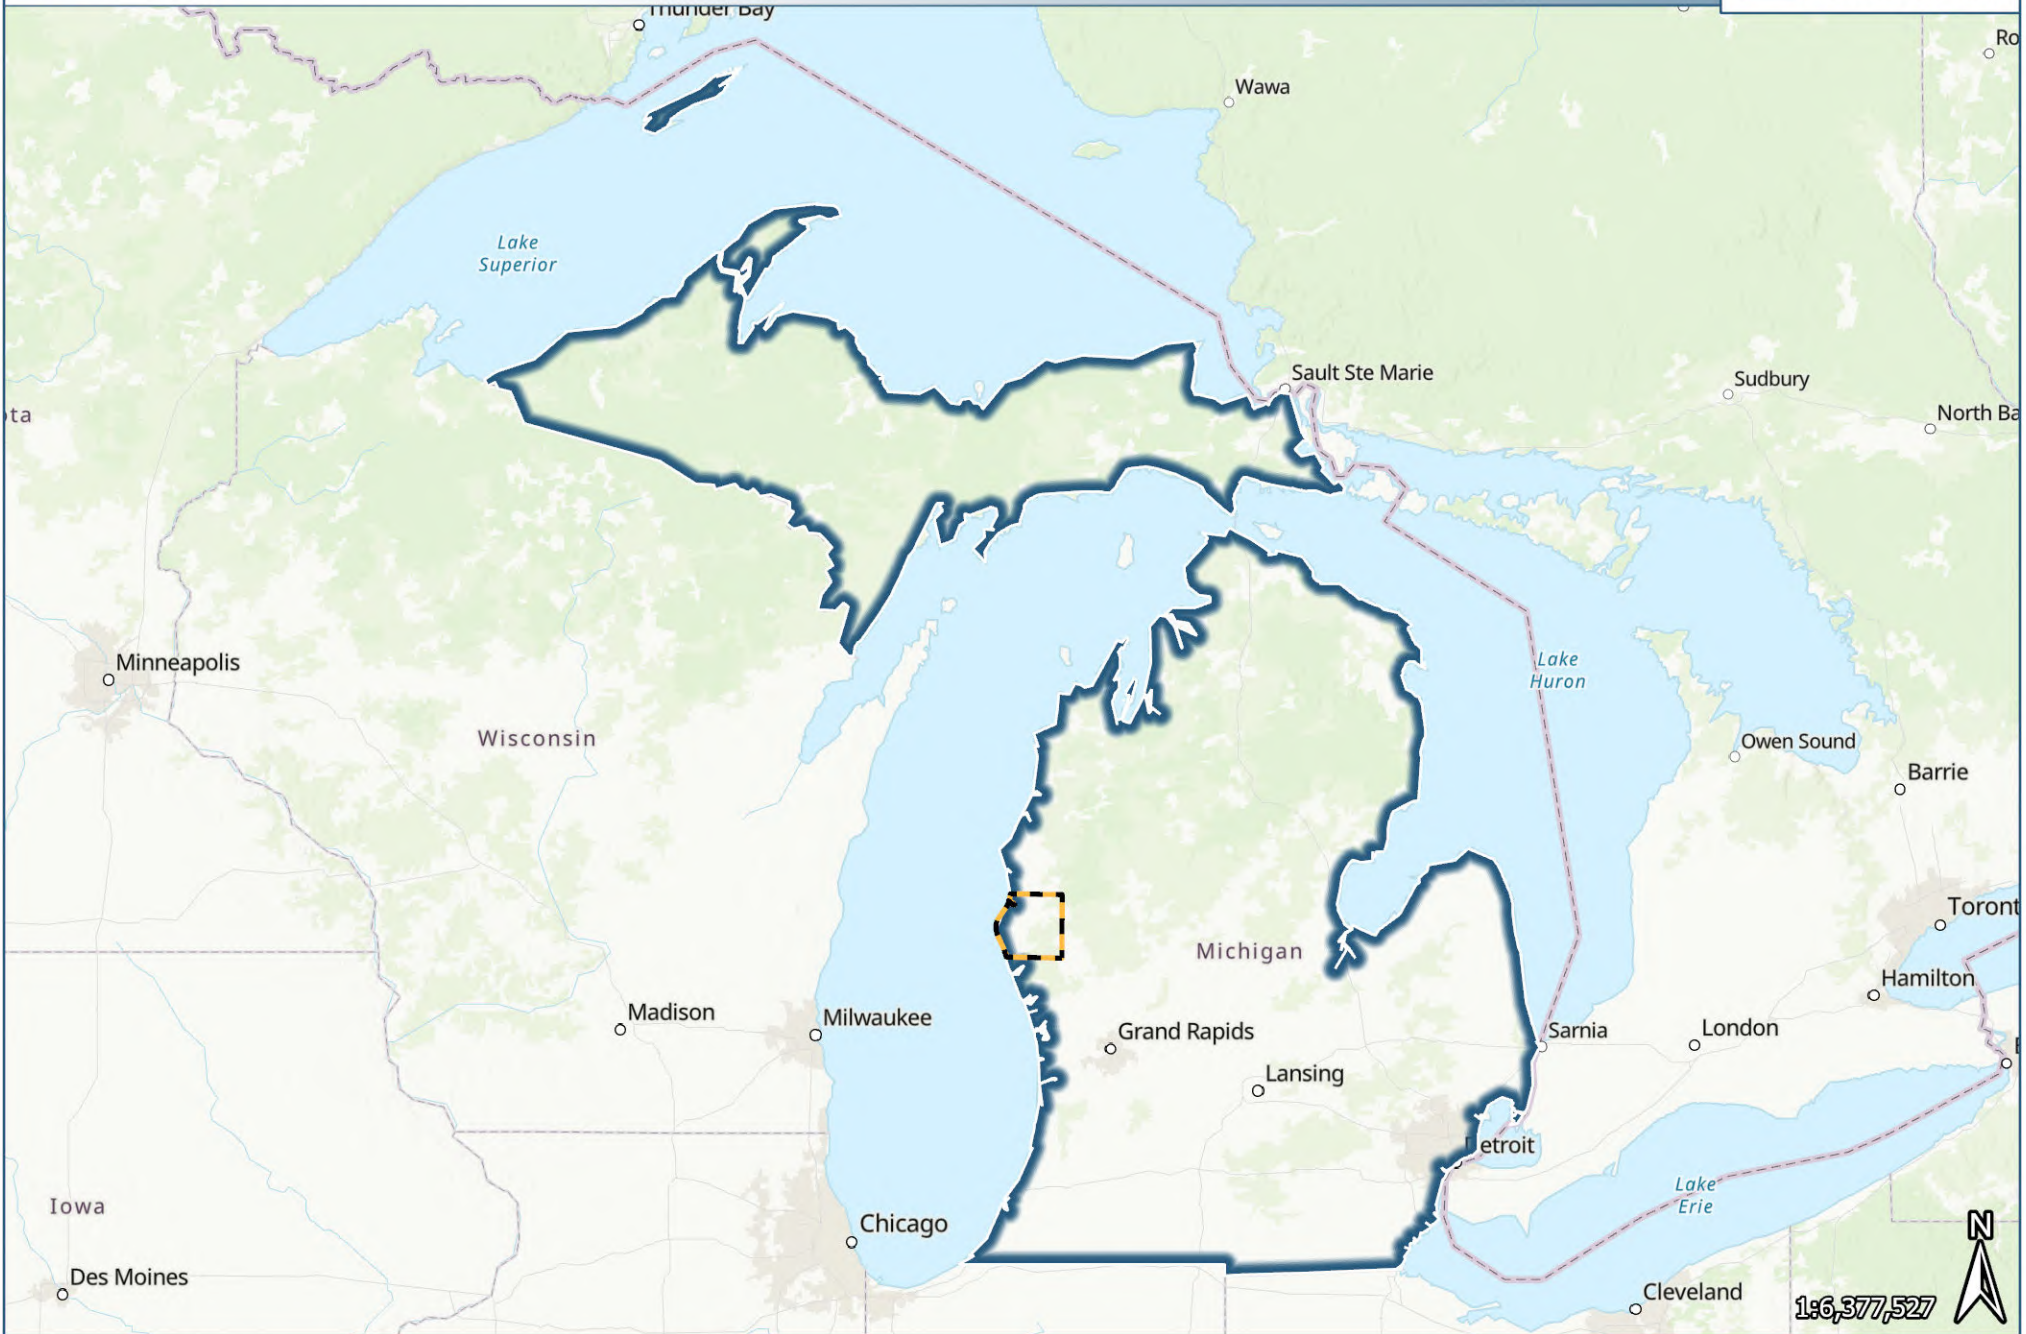 Thunder Bay
Ro
Wawa
Lake
Superior
Sault Ste Marie
Sudbury
ota
North Ba
Minneapolis
Lake
Huron
Wisconsin
Owen Sound
Barrie
Toront
Michigan
Hamilton
Madison
Milwaukee
Grand Rapids
Sarnia
London
Lansing
Detroit
Lake
Erie
Iowa
Chicago
N
Des Moines
Cleveland
1:6,377,527